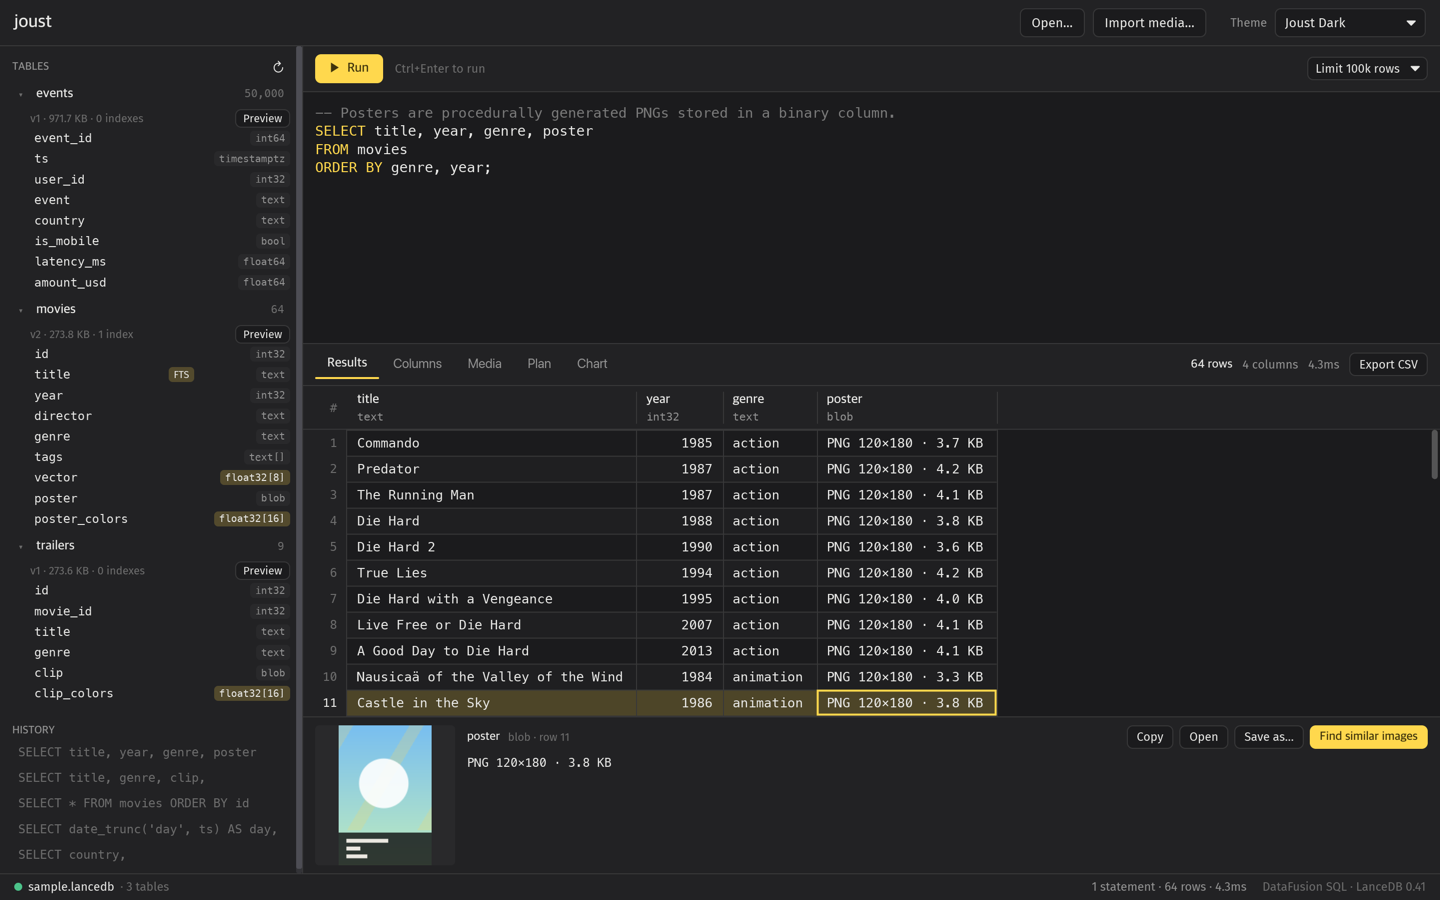 joust
Open...
Import media...
Theme
Joust Dark
TABLES
events 50,000
v1 · 971.7 KB · 0 indexes Preview
event_id int64
ts timestamptz
user_id int32
event text
country text
is_mobile bool
latency_ms float64
amount_usd float64
movies 64
v2 · 273.8 KB · 1 index Preview
id int32
title FTS text
year int32
director text
genre text
tags text[]
vector float32[8]
poster blob
poster_colors float32[16]
trailers 9
v1 · 273.6 KB · 0 indexes Preview
id int32
movie_id int32
title text
genre text
clip blob
clip_colors float32[16]
HISTORY
SELECT title, year, genre, poster
SELECT title, genre, clip,
SELECT * FROM movies ORDER BY id
SELECT date_trunc('day', ts) AS day,
SELECT country,
Run Ctrl+Enter to run Limit 100k rows
-- Posters are procedurally generated PNGs stored in a binary column.
SELECT title, year, genre, poster
FROM movies
ORDER BY genre, year;
Results Columns Media Plan Chart 64 rows 4 columns 4.3ms Export CSV
# title year genre poster
text int32 text blob
1 Commando 1985 action PNG 120×180 · 3.7 KB
2 Predator 1987 action PNG 120×180 · 4.2 KB
3 The Running Man 1987 action PNG 120×180 · 4.1 KB
4 Die Hard 1988 action PNG 120×180 · 3.8 KB
5 Die Hard 2 1990 action PNG 120×180 · 3.6 KB
6 True Lies 1994 action PNG 120×180 · 4.2 KB
7 Die Hard with a Vengeance 1995 action PNG 120×180 · 4.0 KB
8 Live Free or Die Hard 2007 action PNG 120×180 · 4.1 KB
9 A Good Day to Die Hard 2013 action PNG 120×180 · 4.1 KB
10 Nausicaä of the Valley of the Wind 1984 animation PNG 120×180 · 3.3 KB
11 Castle in the Sky 1986 animation PNG 120×180 · 3.8 KB
poster blob · row 11 Copy Open Save as... Find similar images
PNG 120×180 · 3.8 KB
sample.lancedb · 3 tables
1 statement · 64 rows · 4.3ms DataFusion SQL · LanceDB 0.41